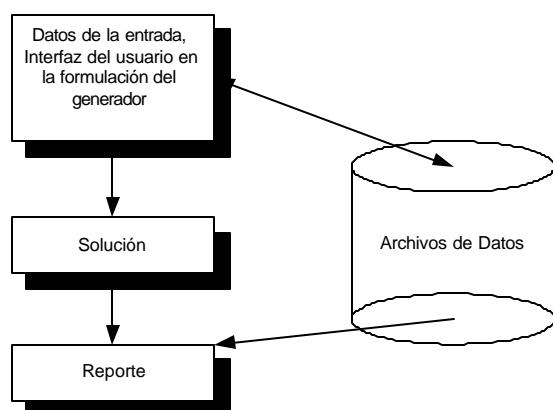 Datos de la entrada,
Interfaz del usuario en
la formulación del
generador
Solución
Archivos de Datos
Reporte